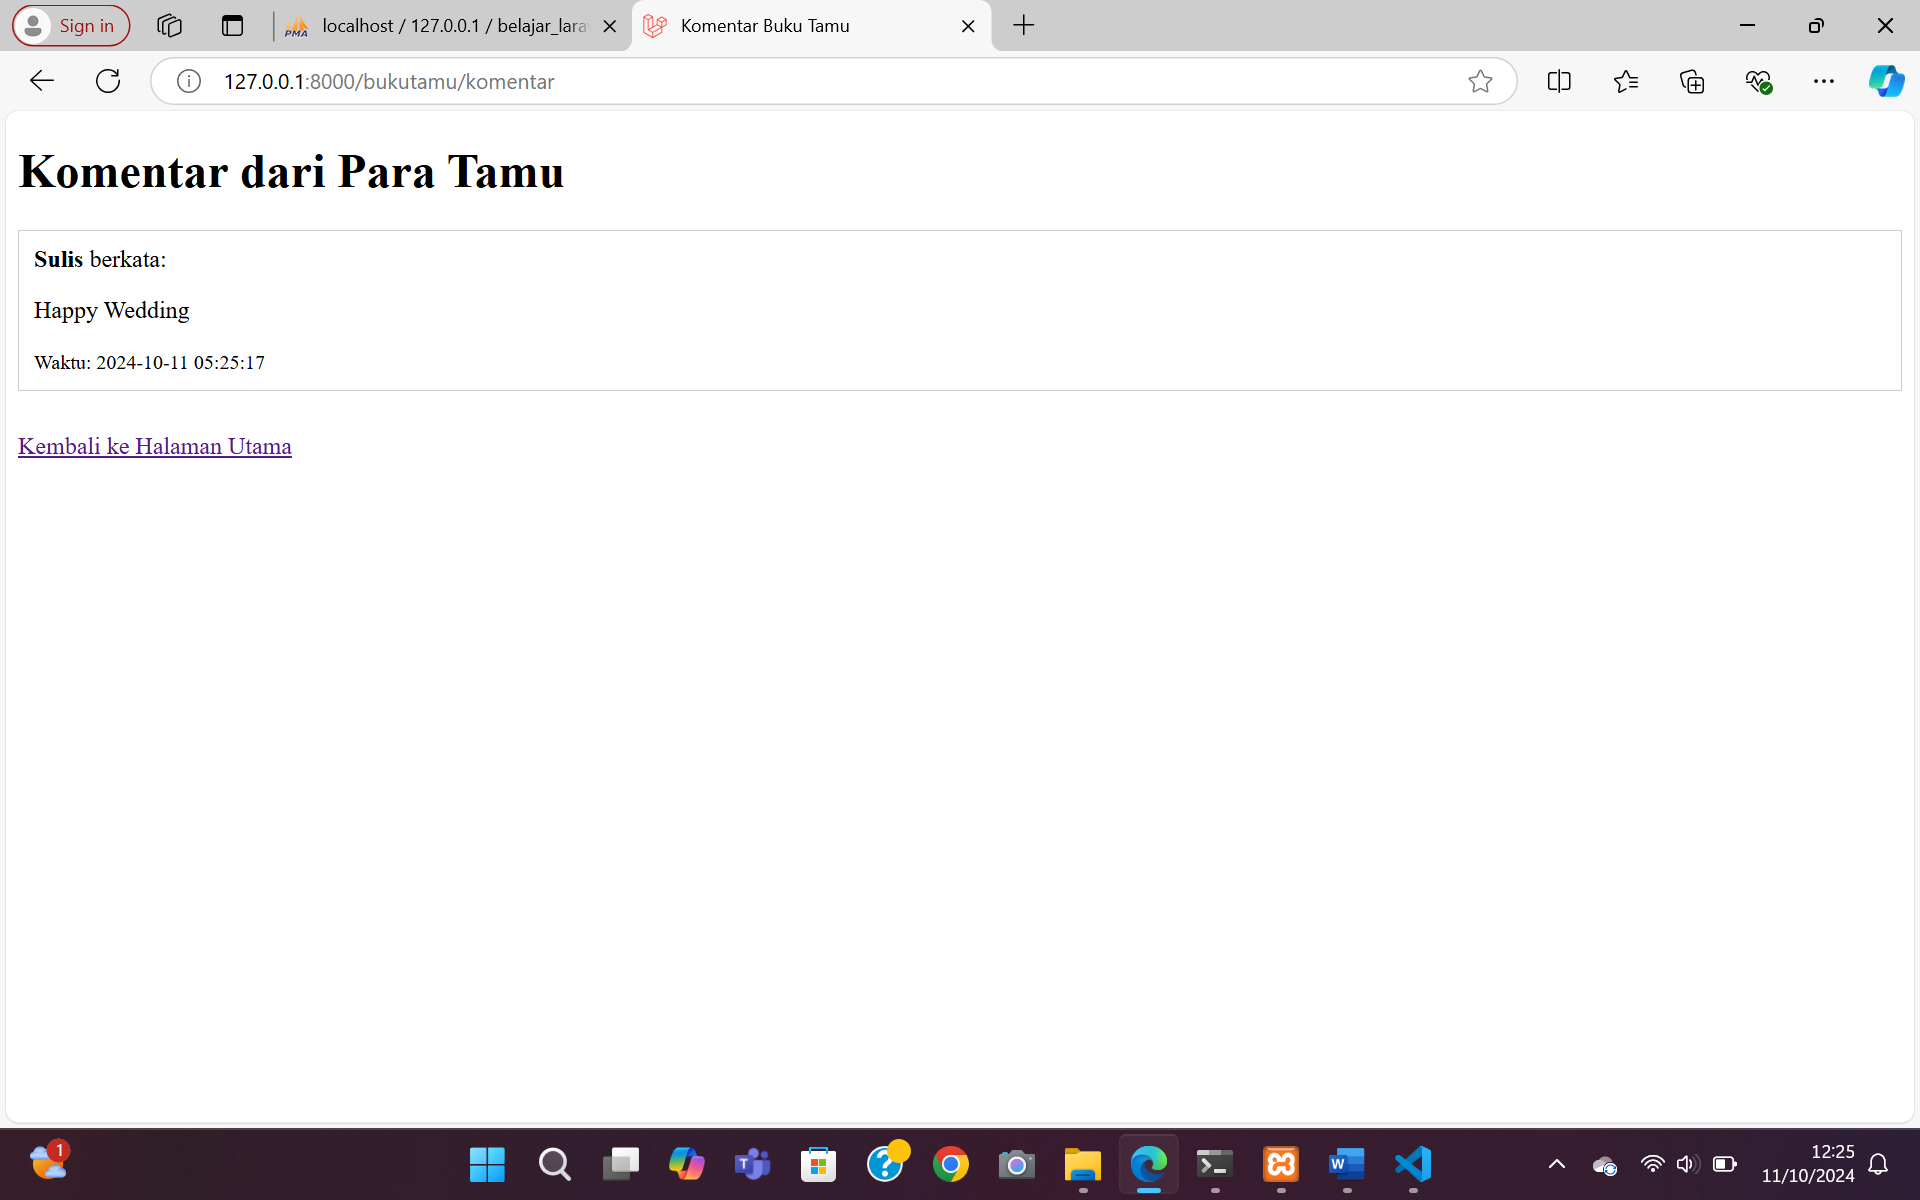 Sign in
localhost / 127.0.0.1 / belajar_lara
Komentar Buku Tamu
127.0.0.1:8000/bukutamu/komentar
Komentar dari Para Tamu
Sulis berkata:
Happy Wedding
Waktu: 2024-10-11 05:25:17
Kembali ke Halaman Utama
1
12:25
11/10/2024